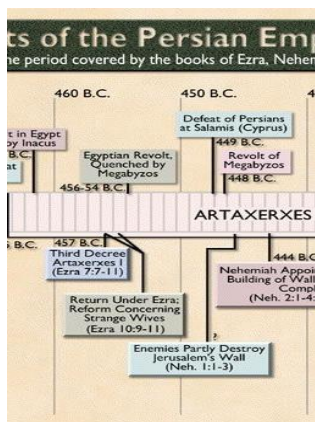 ts of the Persian Emp
he period covered by the books of Ezra, Nehem
460 B.C.
450 B.C.
4
Defeat of Persians
at Salamis (Cyprus)
449 B.C.
t in Egypt
by Inacus
B.C.
at
Egyptian Revolt,
Quenched by
Megabyzos
456-54 B.C.
Revolt of
Megabyzos
448 B.C.
ARTAXERXES
B.C.
457 B.C.
Third Decree
Artaxerxes I
(Ezra 7:7-11)
444 B.C
Nehemiah Appoi
Building of Wall
Compl
(Neh. 2:1-4:
Return Under Ezra;
Reform Concerning
Strange Wives
(Ezra 10:9-11)
?
Enemies Partly Destroy
Jerusalem's Wall
(Neh. 1:1-3)